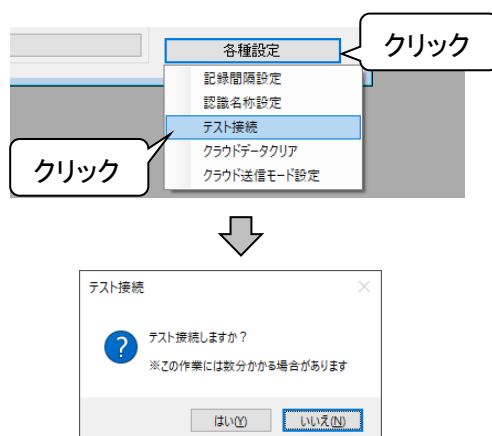 各種設定
クリック
記録間隔設定
認識名称設定
テスト接続
クラウドデータクリア
クラウド送信モード設定
クリック
テスト接続
テスト接続しますか？
※この作業には数分かかる場合があります
はい(Y)
いいえ(N)